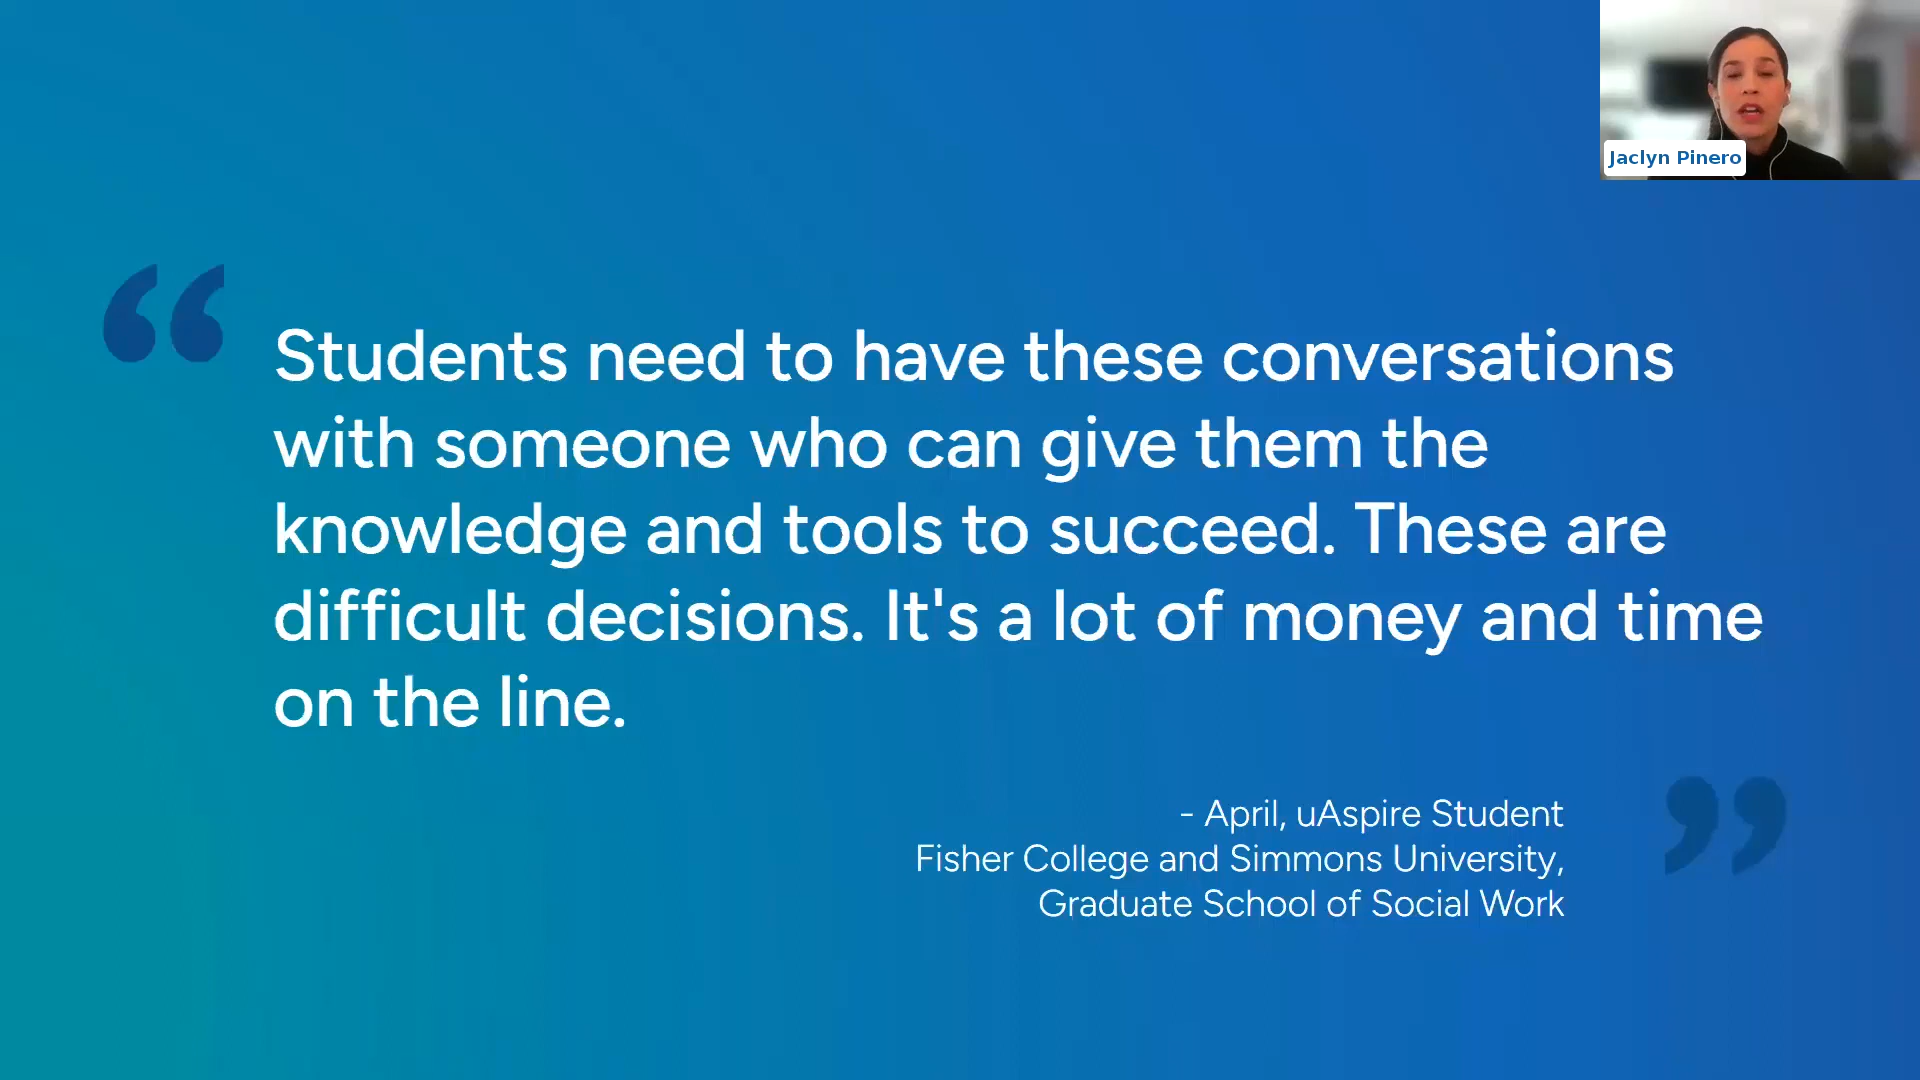 Jaclyn Pinero
“
Students need to have these conversations
with someone who can give them the
knowledge and tools to succeed. These are
difficult decisions. It's a lot of money and time
on the line.
- April, uAspire Student
Fisher College and Simmons University,
Graduate School of Social Work
”